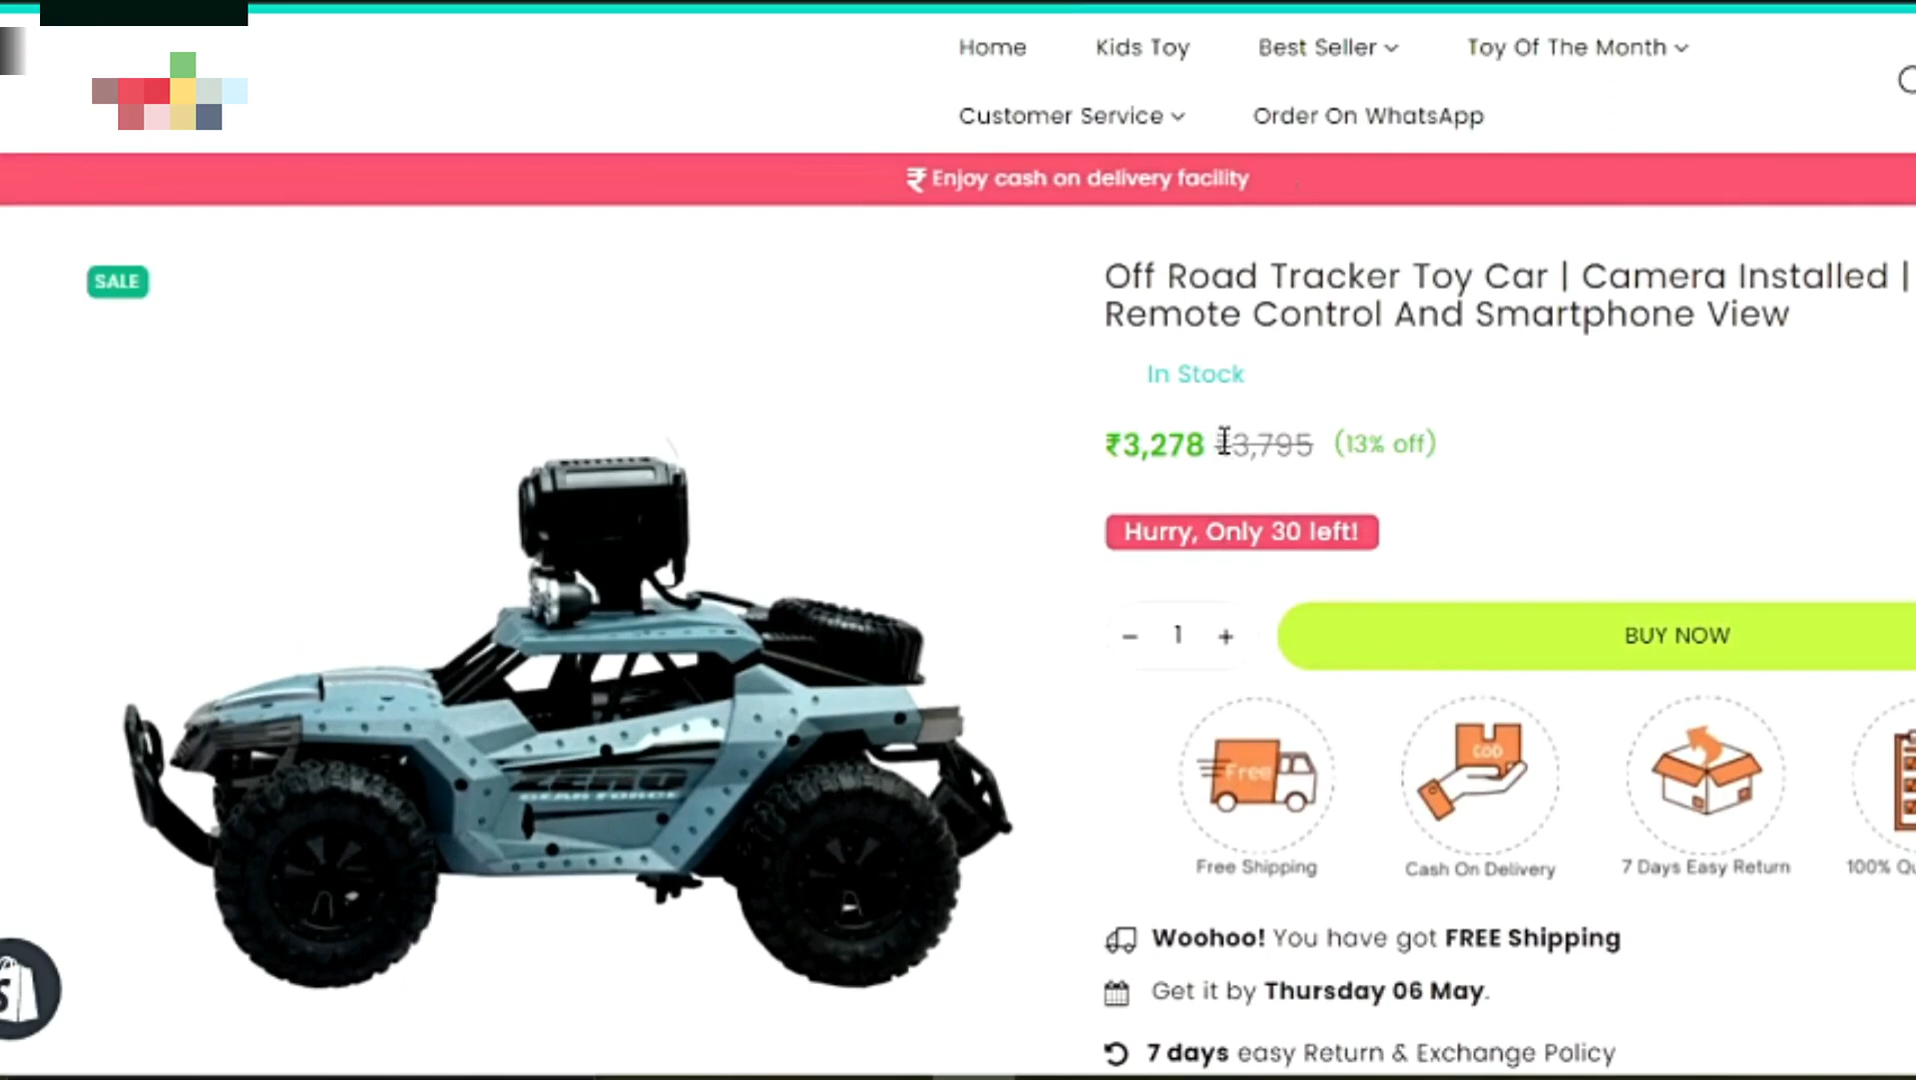 Home Kids Toy Best Seller Toy Of The Month
Customer Service Order On WhatsApp
₹ Enjoy cash on delivery facility
SALE
Off Road Tracker Toy Car | Camera Installed |
Remote Control And Smartphone View
In Stock
₹3,278 3,795 (13% off)
Hurry, Only 30 left!
- 1 + BUY NOW
Free
COD
Free Shipping Cash On Delivery 7 Days Easy Return 100%
ZERO
GEAR FORCE
Woohoo! You have got FREE Shipping
Get it by Thursday 06 May.
7 days easy Return & Exchange Policy